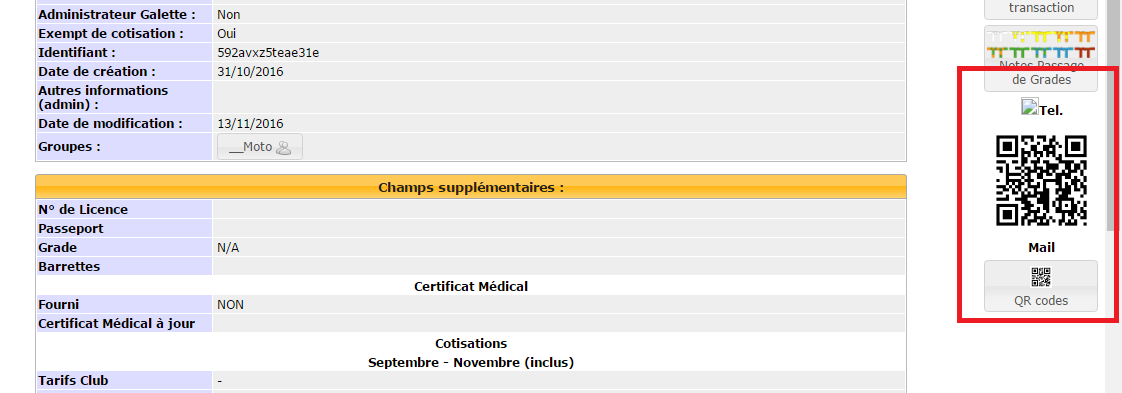 Administrateur Galette : Non
Exempt de cotisation : Oui
Identifiant : 592avxz5teae31e
Date de création : 31/10/2016
Autres informations
(admin) :
Date de modification : 13/11/2016
Groupes : __Moto
Champs supplémentaires :
N° de Licence
Passeport
Grade N/A
Barrettes
Certificat Médical
Fourni NON
Certificat Médical à jour
Cotisations
Septembre - Novembre (inclus)
Tarifs Club -
transaction
Notes Passage
de Grades
Tel.
Mail
QR codes